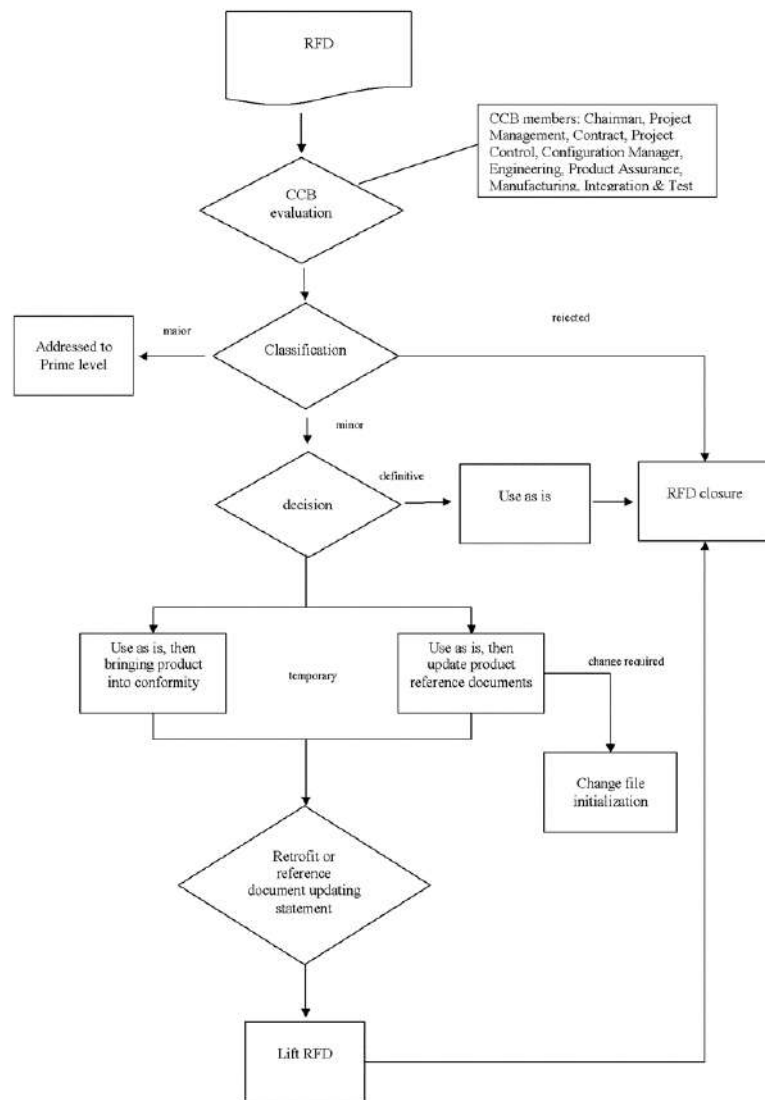 RFD
CCB members: Chairman, Project
Management, Contract, Project
Control, Configuration Manager,
Engineering, Product Assurance,
Manufacturing, Integration & Test
CCB
evaluation
rejected
major
Addressed to
Prime level
Classification
minor
definitive
Use as is
RFD closure
decision
Use as is, then
bringing product
into conformity
temporary
Use as is, then
update product
reference documents
change required
Change file
initialization
Retrofit or
reference
document updating
statement
Lift RFD